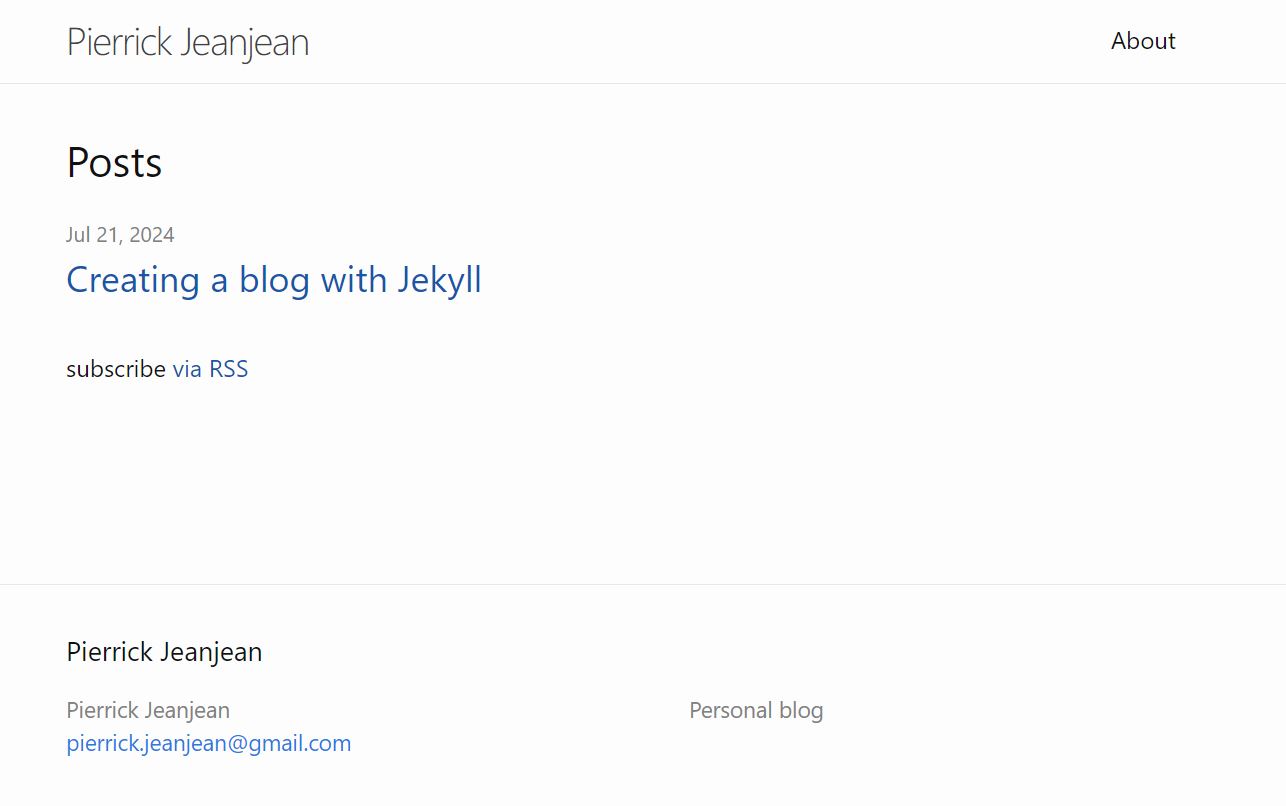 Pierrick Jeanjean
About
Posts
Jul 21, 2024
Creating a blog with Jekyll
subscribe via RSS
Pierrick Jeanjean
Pierrick Jeanjean
Personal blog
pierrick.jeanjean@gmail.com